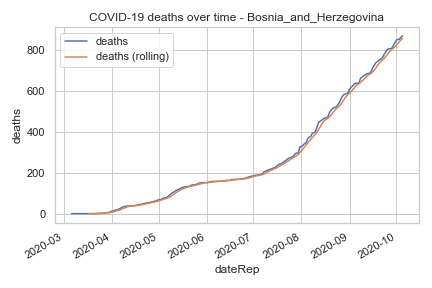 COVID-19 deaths over time - Bosnia_and_Herzegovina
deaths
deaths (rolling)
800
600
400
200
0
deaths
2020-03
2020-04
2020-05
2020-06
2020-07
2020-08
2020-09
2020-10
dateRep